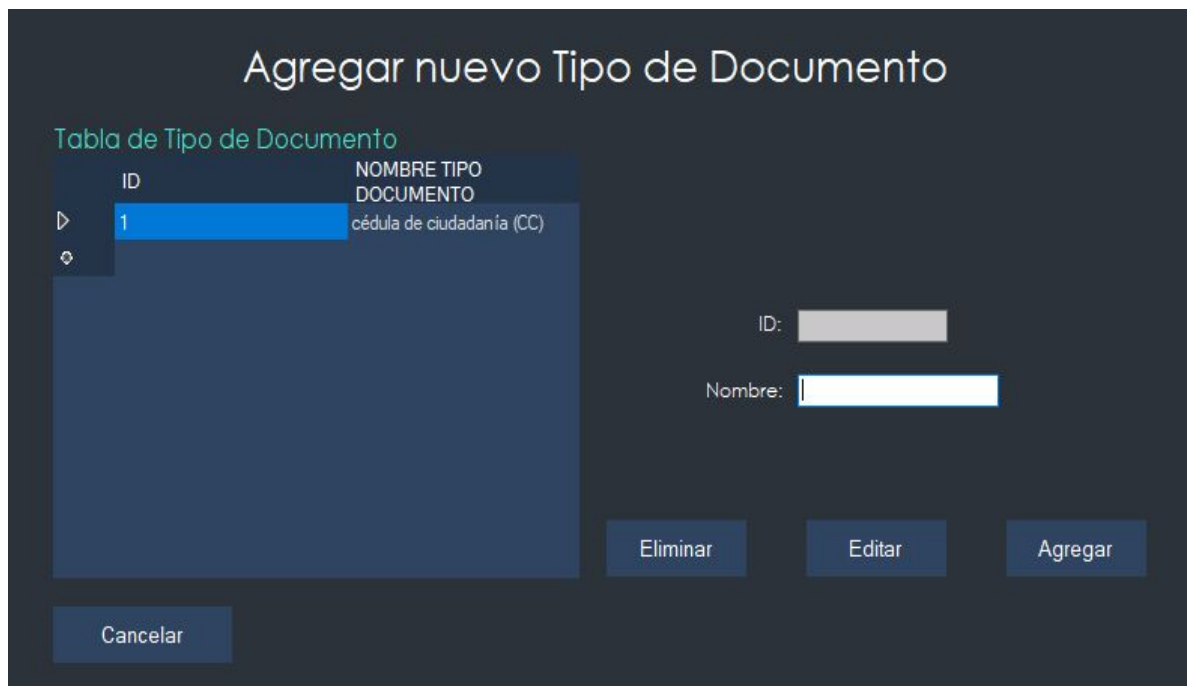 Agregar nuevo Tipo de Documento
Tabla de Tipo de Documento
ID
NOMBRE TIPO
DOCUMENTO
1
cédula de ciudadanía (CC)
ID:
Nombre:
Eliminar
Editar
Agregar
Cancelar